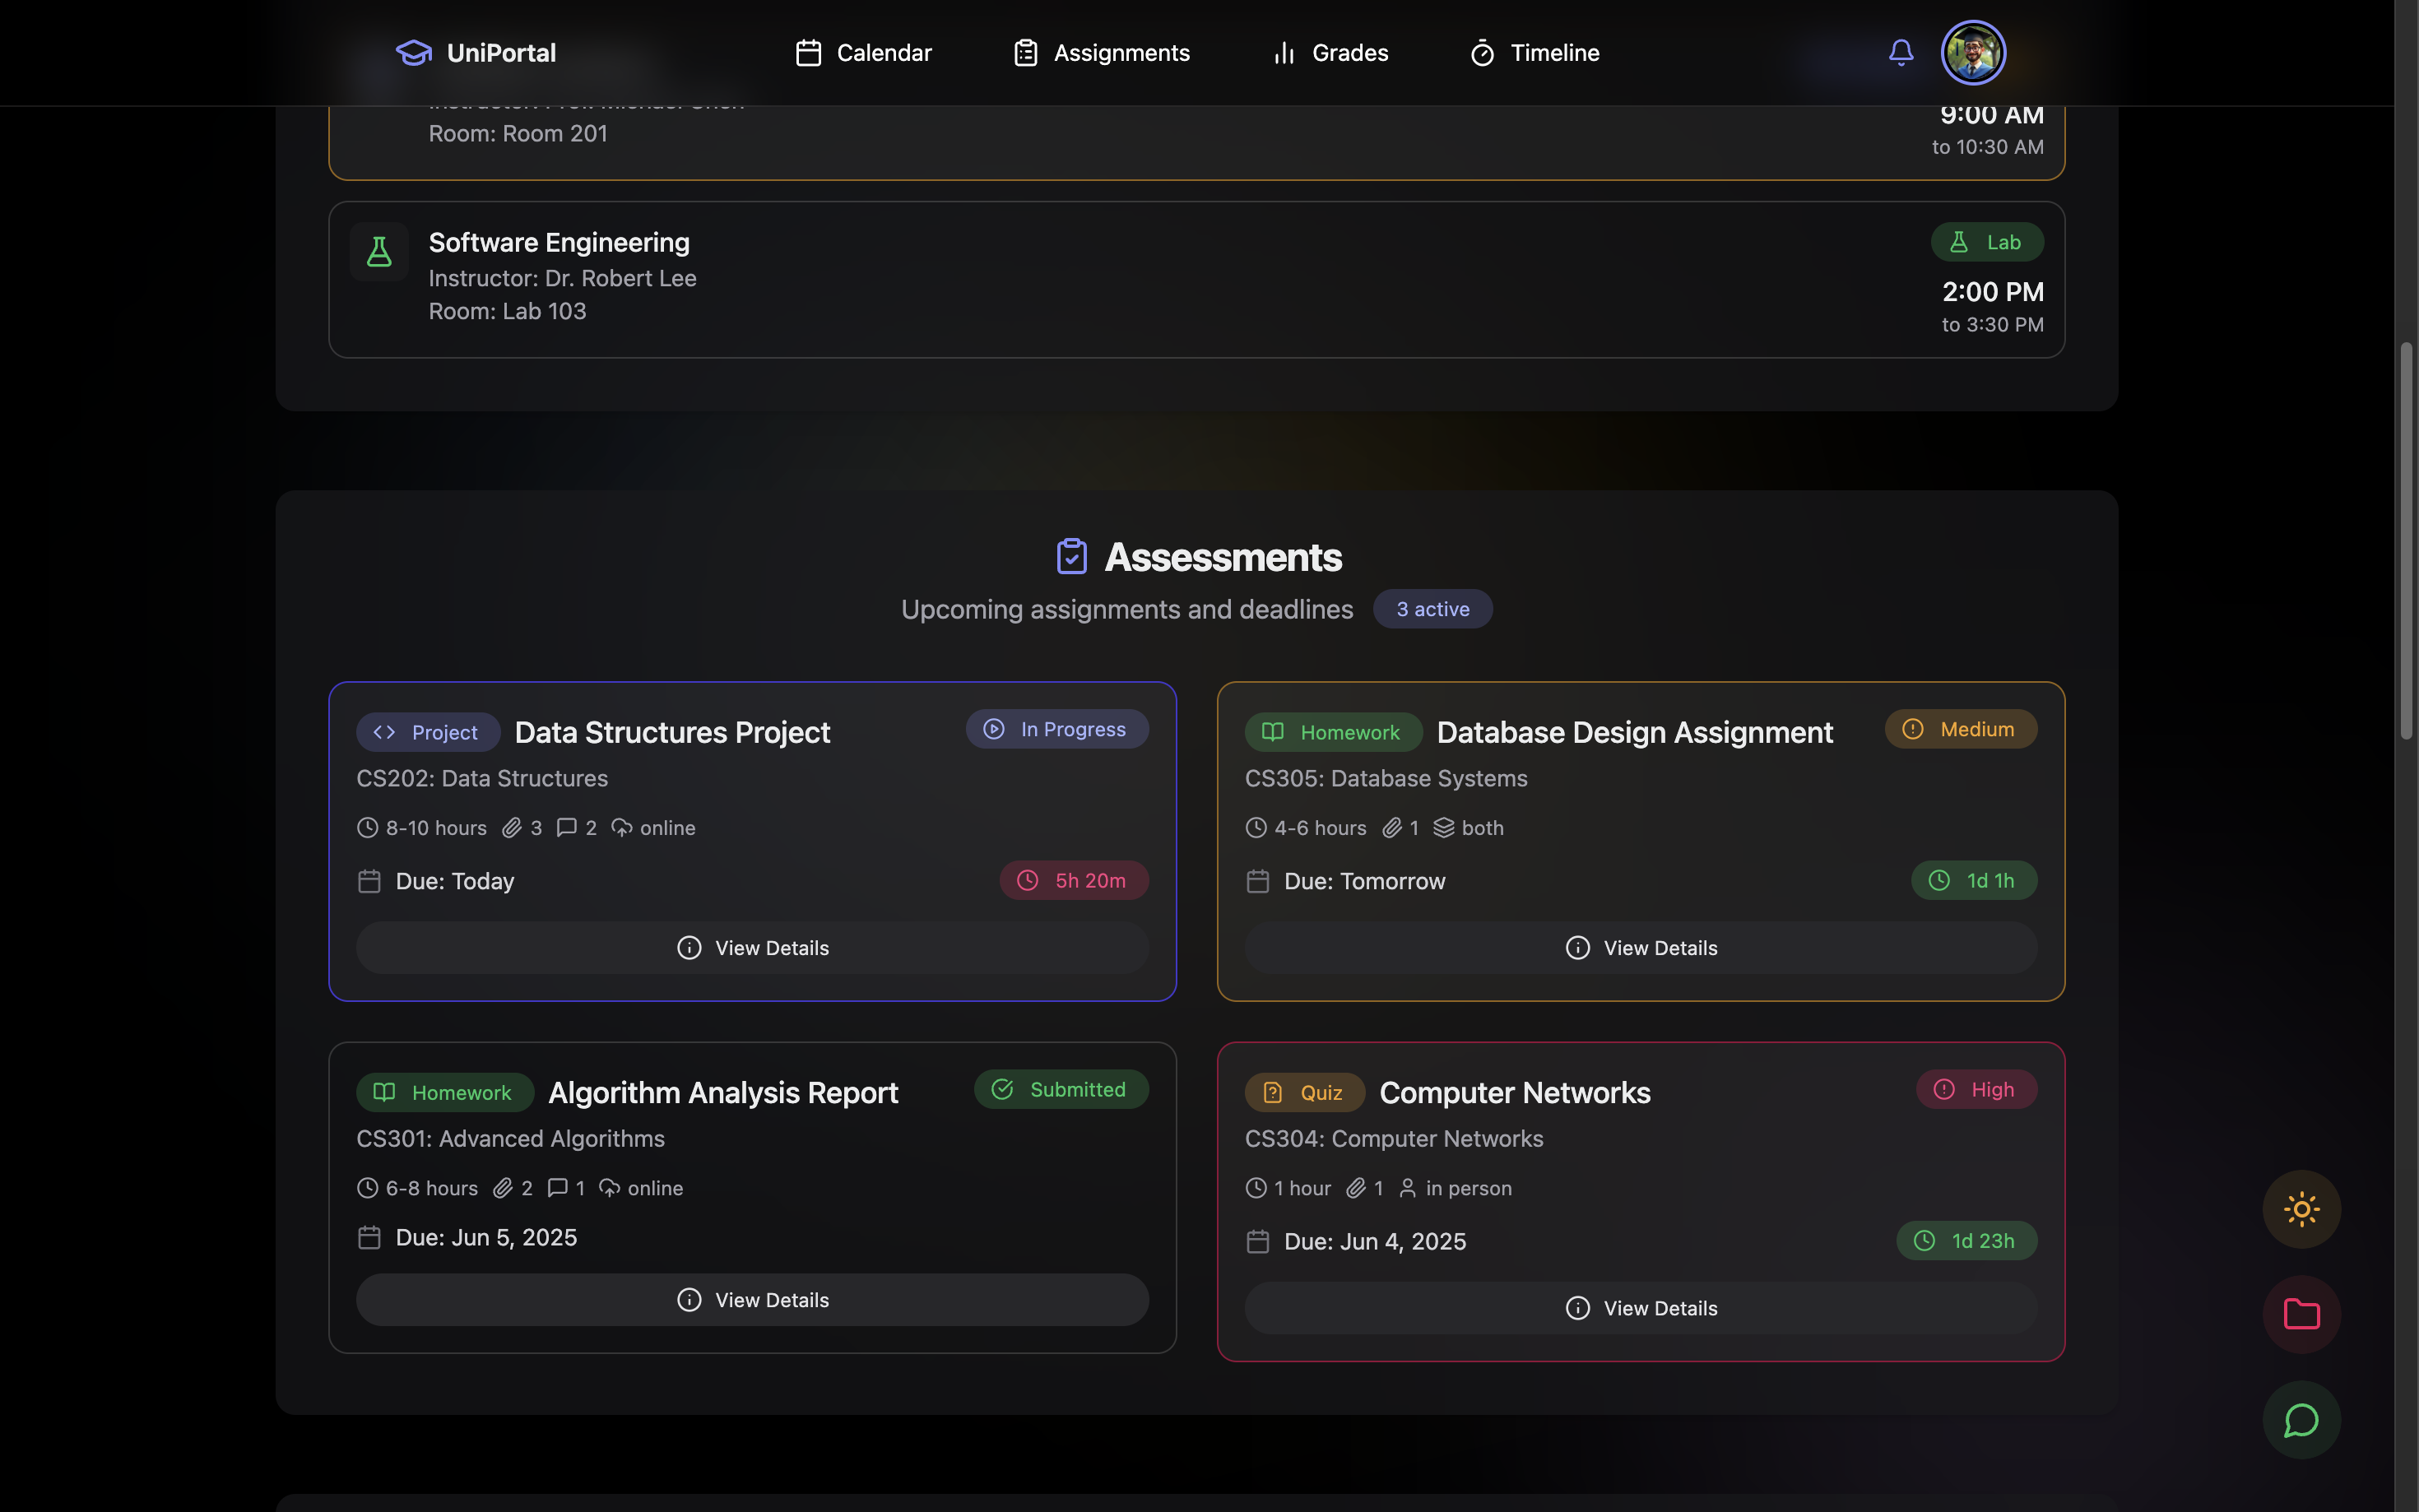 UniPortal
Calendar
Assignments
Grades
Timeline
Room: Room 201
9:00 AM
to 10:30 AM
Software Engineering
Instructor: Dr. Robert Lee
Room: Lab 103
Lab
2:00 PM
to 3:30 PM
Assessments
Upcoming assignments and deadlines 3 active
Project Data Structures Project In Progress
CS202: Data Structures
8-10 hours 3 2 online
Due: Today 5h 20m
View Details
Homework Database Design Assignment Medium
CS305: Database Systems
4-6 hours 1 both
Due: Tomorrow 1d 1h
View Details
Homework Algorithm Analysis Report Submitted
CS301: Advanced Algorithms
6-8 hours 2 1 online
Due: Jun 5, 2025
View Details
Quiz Computer Networks High
CS304: Computer Networks
1 hour 1 in person
Due: Jun 4, 2025 1d 23h
View Details